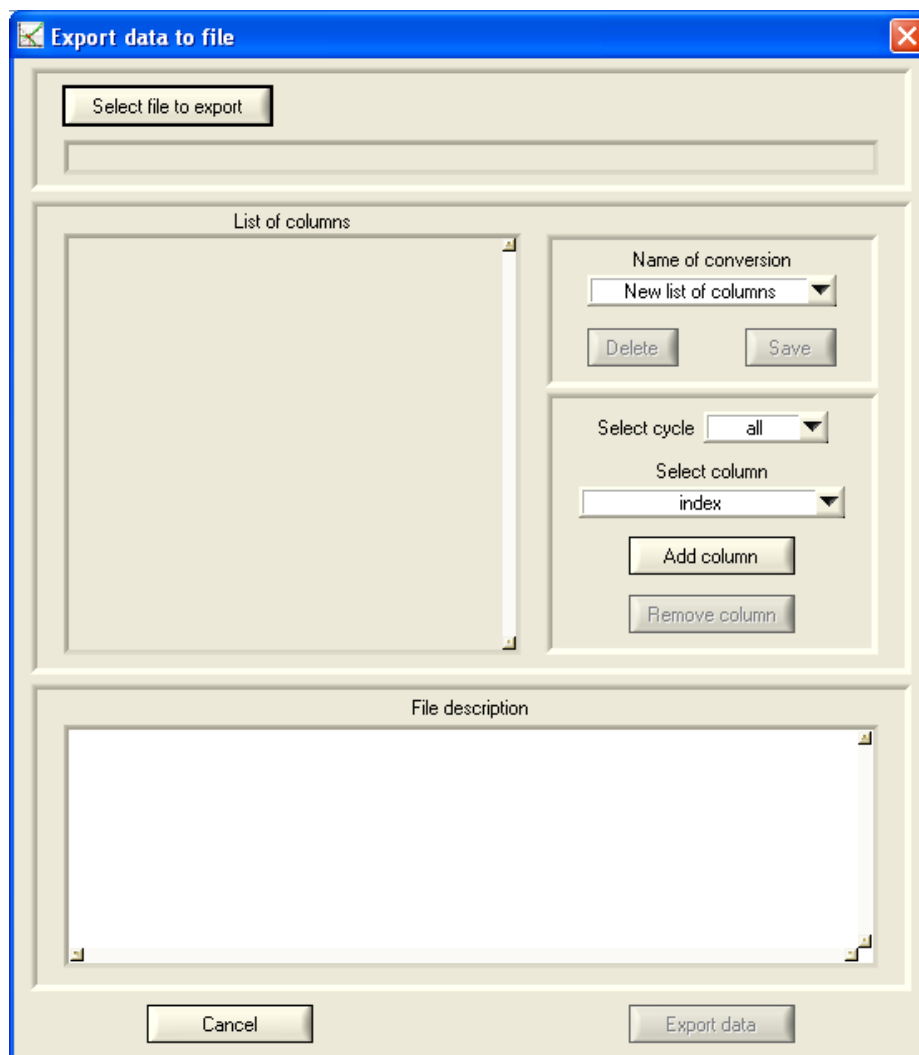 Export data to file
Select file to export
List of columns
Name of conversion
New list of columns
Delete Save
Select cycle all
Select column
index
Add column
Remove column
File description
Cancel Export data